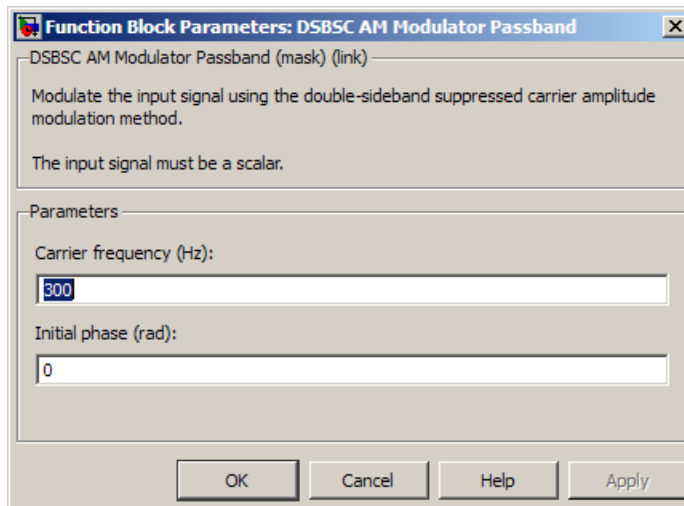 Function Block Parameters: DSBSC AM Modulator Passband
DSBSC AM Modulator Passband (mask) (link)
Modulate the input signal using the double-sideband suppressed carrier amplitude
modulation method.
The input signal must be a scalar.
Parameters
Carrier frequency (Hz):
300
Initial phase (rad):
0
OK Cancel Help Apply